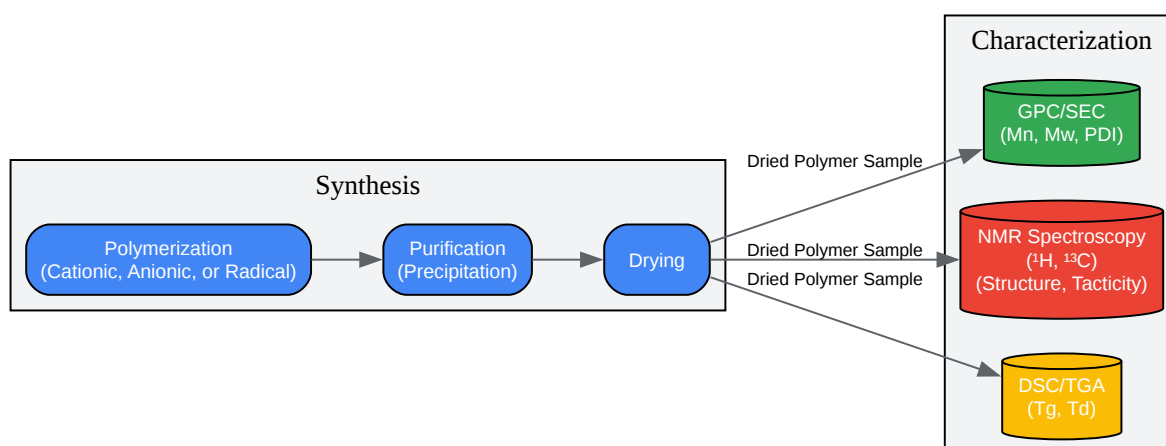 Synthesis
Polymerization
(Cationic, Anionic, or Radical)
Purification
(Precipitation)
Drying
Dried Polymer Sample
Dried Polymer Sample
Dried Polymer Sample
Characterization
GPC/SEC
(Mn, Mw, PDI)
NMR Spectroscopy
(¹H, ¹³C)
(Structure, Tacticity)
DSC/TGA
(Tg, Td)